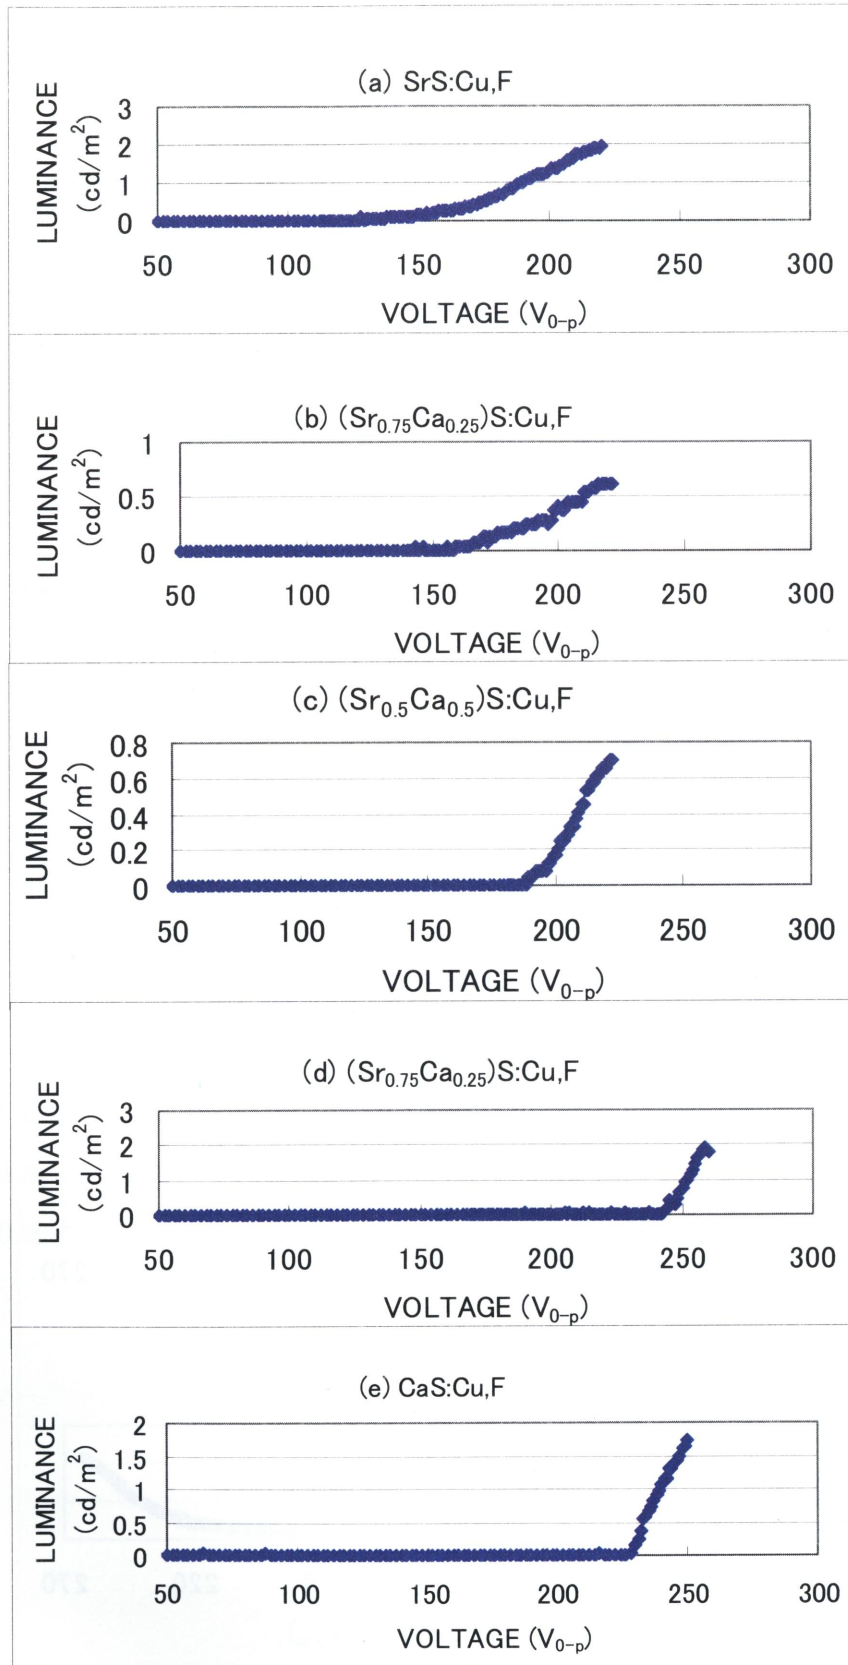 (a) SrS:Cu,F
LUMINANCE
(cd/m²)
3
2
1
0
50 100 150 200 250 300
VOLTAGE (V₀₋ₚ)
(b) (Sr₀.₇₅Ca₀.₂₅)S:Cu,F
LUMINANCE
(cd/m²)
1
0.5
0
50 100 150 200 250 300
VOLTAGE (V₀₋ₚ)
(c) (Sr₀.₅Ca₀.₅)S:Cu,F
LUMINANCE
(cd/m²)
0.8
0.6
0.4
0.2
0
50 100 150 200 250 300
VOLTAGE (V₀₋ₚ)
(d) (Sr₀.₇₅Ca₀.₂₅)S:Cu,F
LUMINANCE
(cd/m²)
3
2
1
0
50 100 150 200 250 300
VOLTAGE (V₀₋ₚ)
(e) CaS:Cu,F
LUMINANCE
(cd/m²)
2
1.5
1
0.5
0
50 100 150 200 250 300
VOLTAGE (V₀₋ₚ)